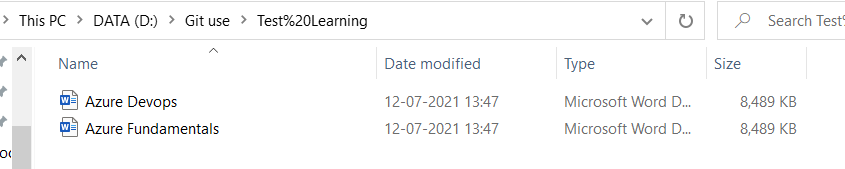 This PC > DATA (D:) > Git use > Test%20Learning
Search Test%
Name Date modified Type Size
Azure Devops 12-07-2021 13:47 Microsoft Word D... 8,489 KB
Azure Fundamentals 12-07-2021 13:47 Microsoft Word D... 8,489 KB